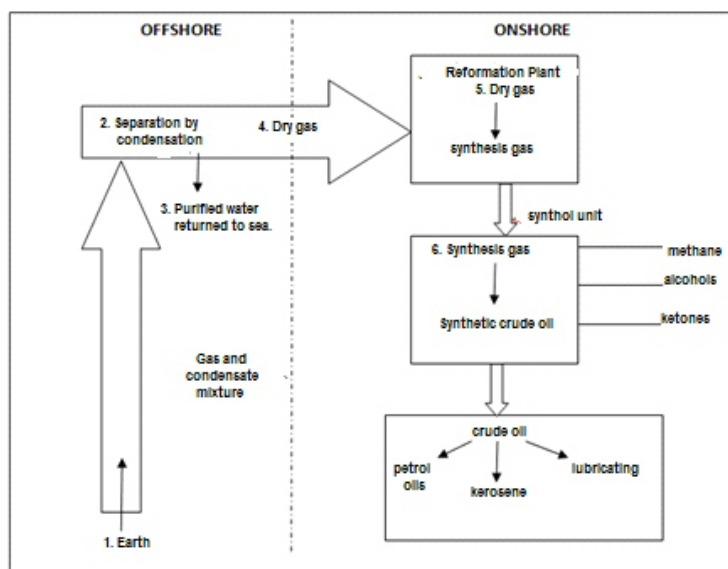 OFFSHORE
ONSHORE
2. Separation by
condensation
3. Purified water
returned to sea.
4. Dry gas
Gas and
condensate
mixture
1. Earth
Reformation Plant
5. Dry gas
synthesis gas
synthol unit
6. Synthesis gas
Synthetic crude oil
methane
alcohols
ketones
crude oil
petrol
oils
kerosene
lubricating